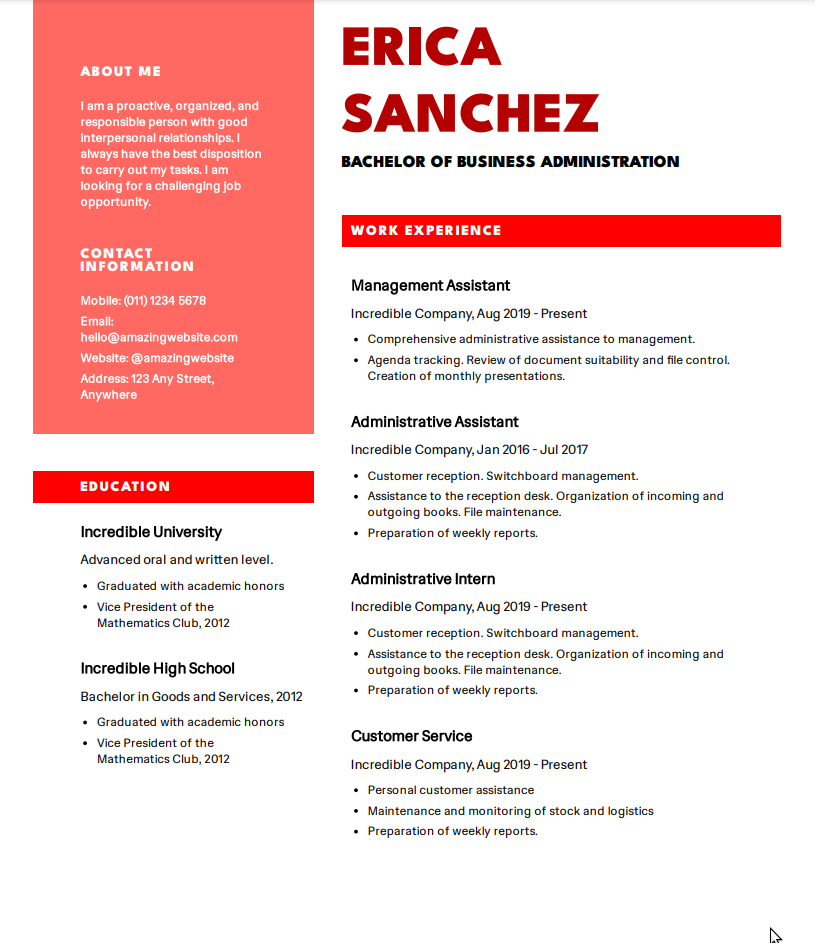 ABOUT ME
I am a proactive, organized, and
responsible person with good
interpersonal relationships. I
always have the best disposition
to carry out my tasks. I am
looking for a challenging job
opportunity.
CONTACT
INFORMATION
Mobile: (011) 1234 5678
Email:
hello@amazingwebsite.com
Website: @amazingwebsite
Address: 123 Any Street,
Anywhere
EDUCATION
Incredible University
Advanced oral and written level.
• Graduated with academic honors
• Vice President of the
Mathematics Club, 2012
Incredible High School
Bachelor in Goods and Services, 2012
• Graduated with academic honors
• Vice President of the
Mathematics Club, 2012
ERICA
SANCHEZ
BACHELOR OF BUSINESS ADMINISTRATION
WORK EXPERIENCE
Management Assistant
Incredible Company, Aug 2019 - Present
• Comprehensive administrative assistance to management.
• Agenda tracking. Review of document suitability and file control.
Creation of monthly presentations.
Administrative Assistant
Incredible Company, Jan 2016 - Jul 2017
• Customer reception. Switchboard management.
• Assistance to the reception desk. Organization of incoming and
outgoing books. File maintenance.
• Preparation of weekly reports.
Administrative Intern
Incredible Company, Aug 2019 - Present
• Customer reception. Switchboard management.
• Assistance to the reception desk. Organization of incoming and
outgoing books. File maintenance.
• Preparation of weekly reports.
Customer Service
Incredible Company, Aug 2019 - Present
• Personal customer assistance
• Maintenance and monitoring of stock and logistics
• Preparation of weekly reports.